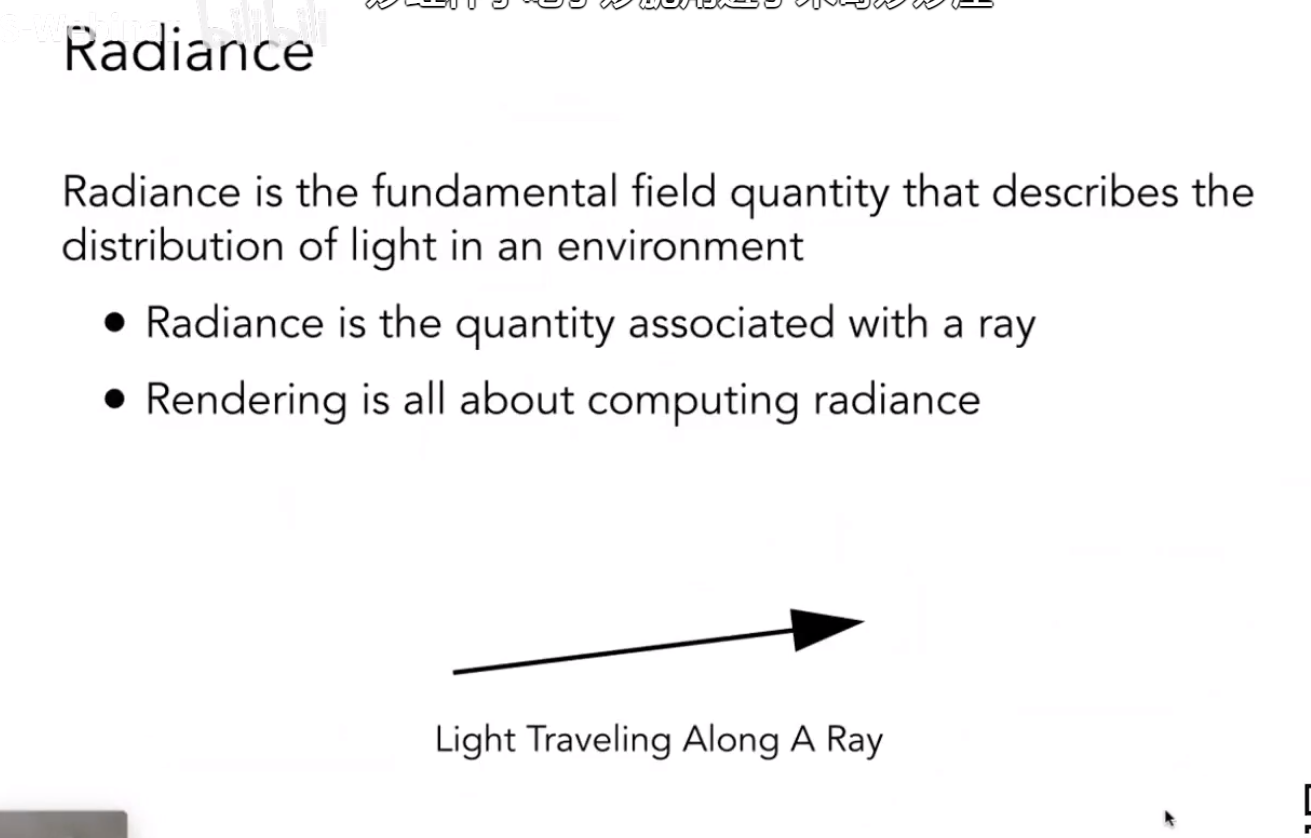 Radiance
Radiance is the fundamental field quantity that describes the
distribution of light in an environment
● Radiance is the quantity associated with a ray
● Rendering is all about computing radiance
Light Traveling Along A Ray